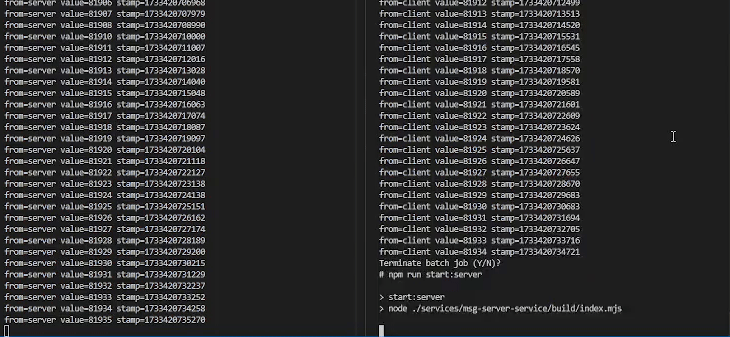 from=server value=81906 stamp=1733420706968
from=server value=81907 stamp=1733420707979
from=server value=81908 stamp=1733420708990
from=server value=81910 stamp=1733420710000
from=server value=81911 stamp=1733420711007
from=server value=81912 stamp=1733420712016
from=server value=81913 stamp=1733420713028
from=server value=81914 stamp=1733420714040
from=server value=81915 stamp=1733420715048
from=server value=81916 stamp=1733420716063
from=server value=81917 stamp=1733420717074
from=server value=81918 stamp=1733420718087
from=server value=81919 stamp=1733420719097
from=server value=81920 stamp=1733420720104
from=server value=81921 stamp=1733420721118
from=server value=81922 stamp=1733420722127
from=server value=81923 stamp=1733420723138
from=server value=81924 stamp=1733420724138
from=server value=81925 stamp=1733420725151
from=server value=81926 stamp=1733420726162
from=server value=81927 stamp=1733420727174
from=server value=81928 stamp=1733420728189
from=server value=81929 stamp=1733420729200
from=server value=81930 stamp=1733420730215
from=server value=81931 stamp=1733420731229
from=server value=81932 stamp=1733420732237
from=server value=81933 stamp=1733420733252
from=server value=81934 stamp=1733420734258
from=server value=81935 stamp=1733420735270
from=client value=81912 stamp=1733420712499
from=client value=81913 stamp=1733420713513
from=client value=81914 stamp=1733420714520
from=client value=81915 stamp=1733420715531
from=client value=81916 stamp=1733420716545
from=client value=81917 stamp=1733420717558
from=client value=81918 stamp=1733420718570
from=client value=81919 stamp=1733420719581
from=client value=81920 stamp=1733420720589
from=client value=81921 stamp=1733420721601
from=client value=81922 stamp=1733420722609
from=client value=81923 stamp=1733420723624
from=client value=81924 stamp=1733420724626
from=client value=81925 stamp=1733420725637
from=client value=81926 stamp=1733420726647
from=client value=81927 stamp=1733420727655
from=client value=81928 stamp=1733420728670
from=client value=81929 stamp=1733420729683
from=client value=81930 stamp=1733420730683
from=client value=81931 stamp=1733420731694
from=client value=81932 stamp=1733420732705
from=client value=81933 stamp=1733420733716
from=client value=81934 stamp=1733420734721
Terminate batch job (Y/N)?
# npm run start:server
> start:server
> node ./services/msg-server-service/build/index.mjs